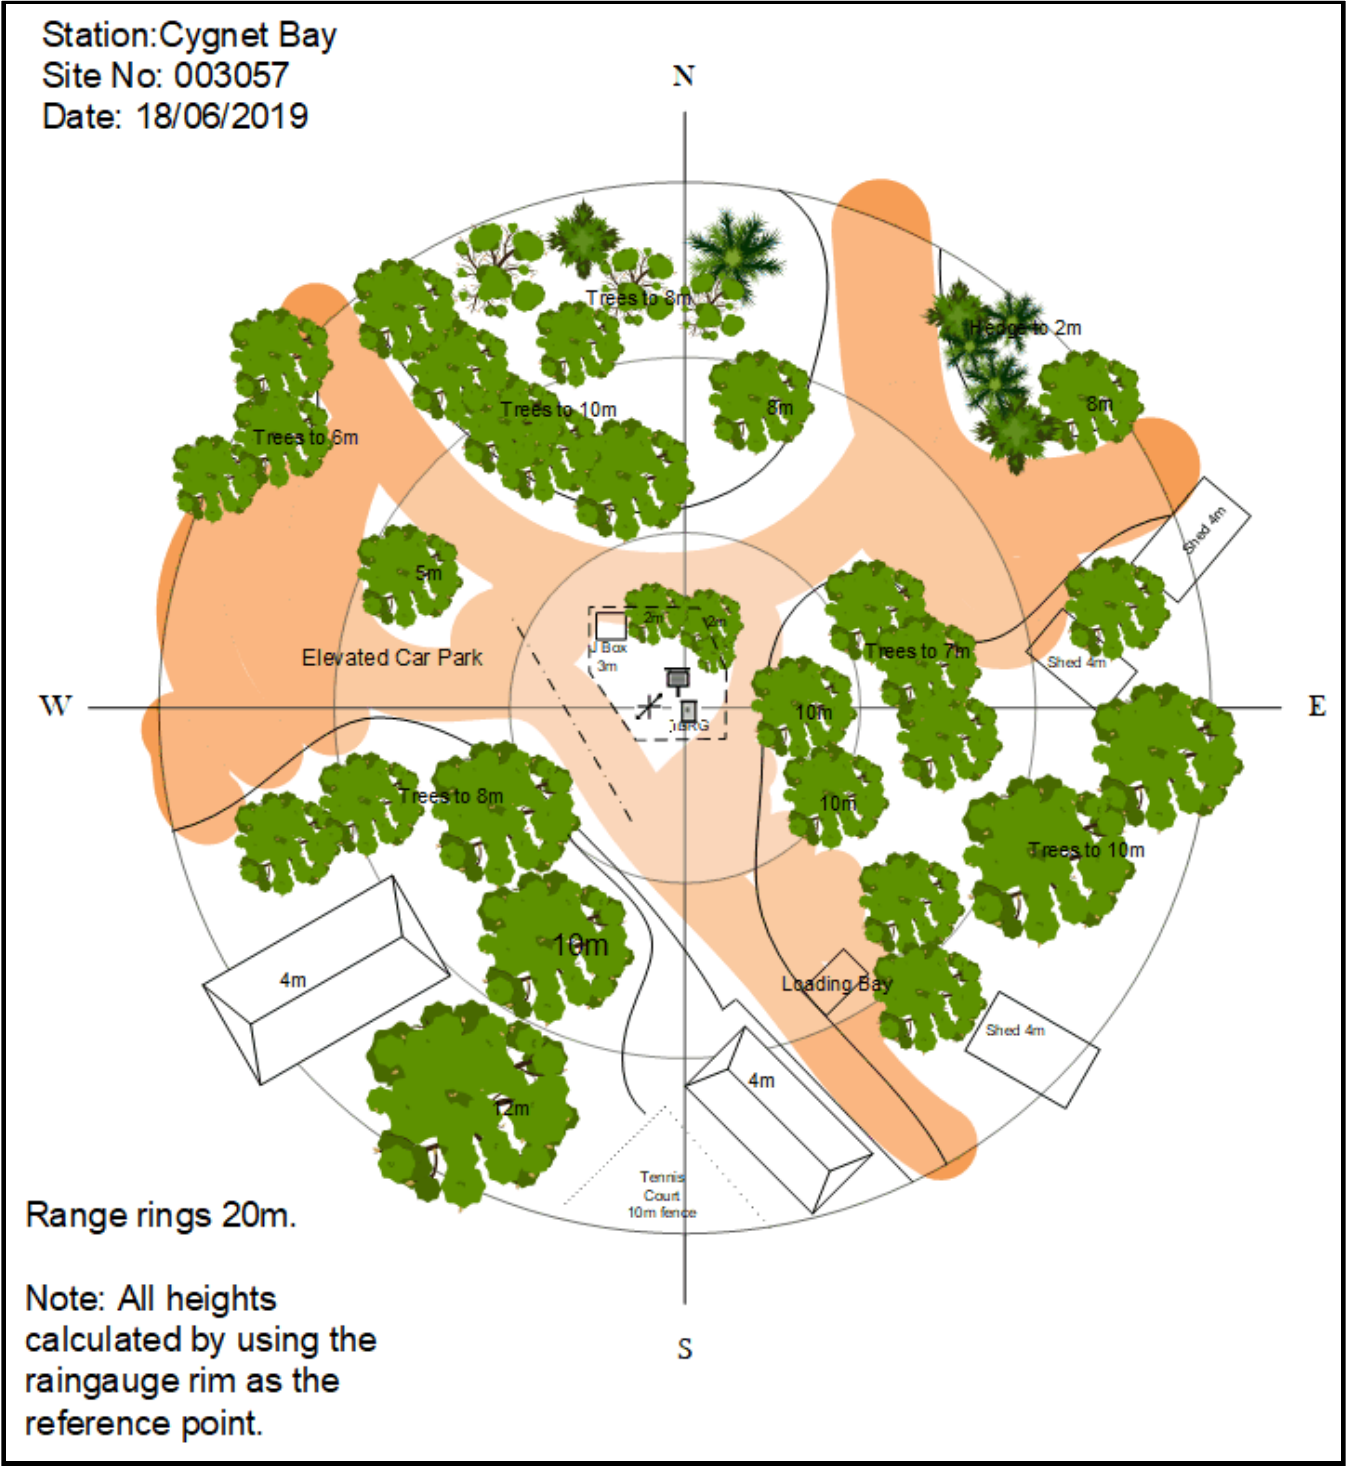 Station:Cygnet Bay
Site No: 003057
Date: 18/06/2019
N
Trees to 8m
Hedge to 2m
Trees to 10m
8m
8m
Trees to 6m
Shed 4m
5m
2m
2m
J Box
3m
Trees to 7m
Elevated Car Park
Shed 4m
W
E
10m
TBRG
Trees to 8m
10m
Trees to 10m
10m
4m
Loading Bay
Shed 4m
4m
12m
Tennis
Court
10m fence
Range rings 20m.
Note: All heights
calculated by using the
raingauge rim as the
reference point.
S